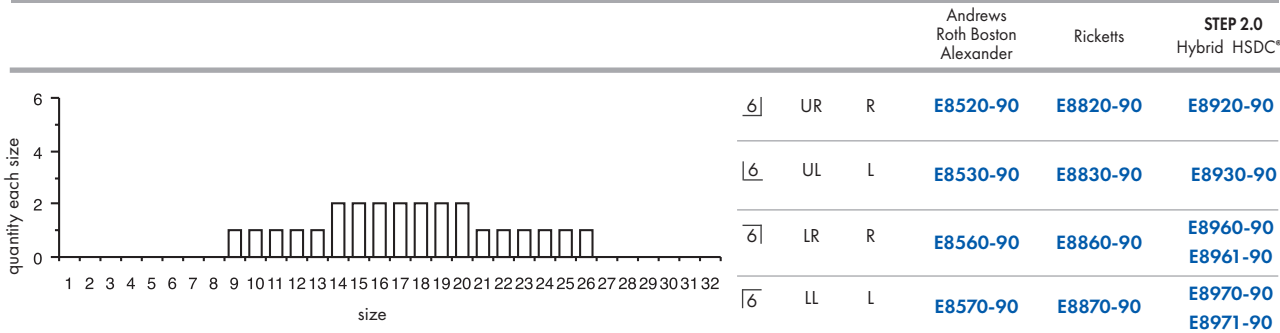 Andrews
Roth Boston
Alexander
Ricketts
STEP 2.0
Hybrid HSDC®
quantity each size
6
4
2
0
1 2 3 4 5 6 7 8 9 10 11 12 13 14 15 16 17 18 19 20 21 22 23 24 25 26 27 28 29 30 31 32
size
6 UR R E8520-90 E8820-90 E8920-90
6 UL L E8530-90 E8830-90 E8930-90
6 LR R E8560-90 E8860-90 E8960-90
E8961-90
6 LL L E8570-90 E8870-90 E8970-90
E8971-90